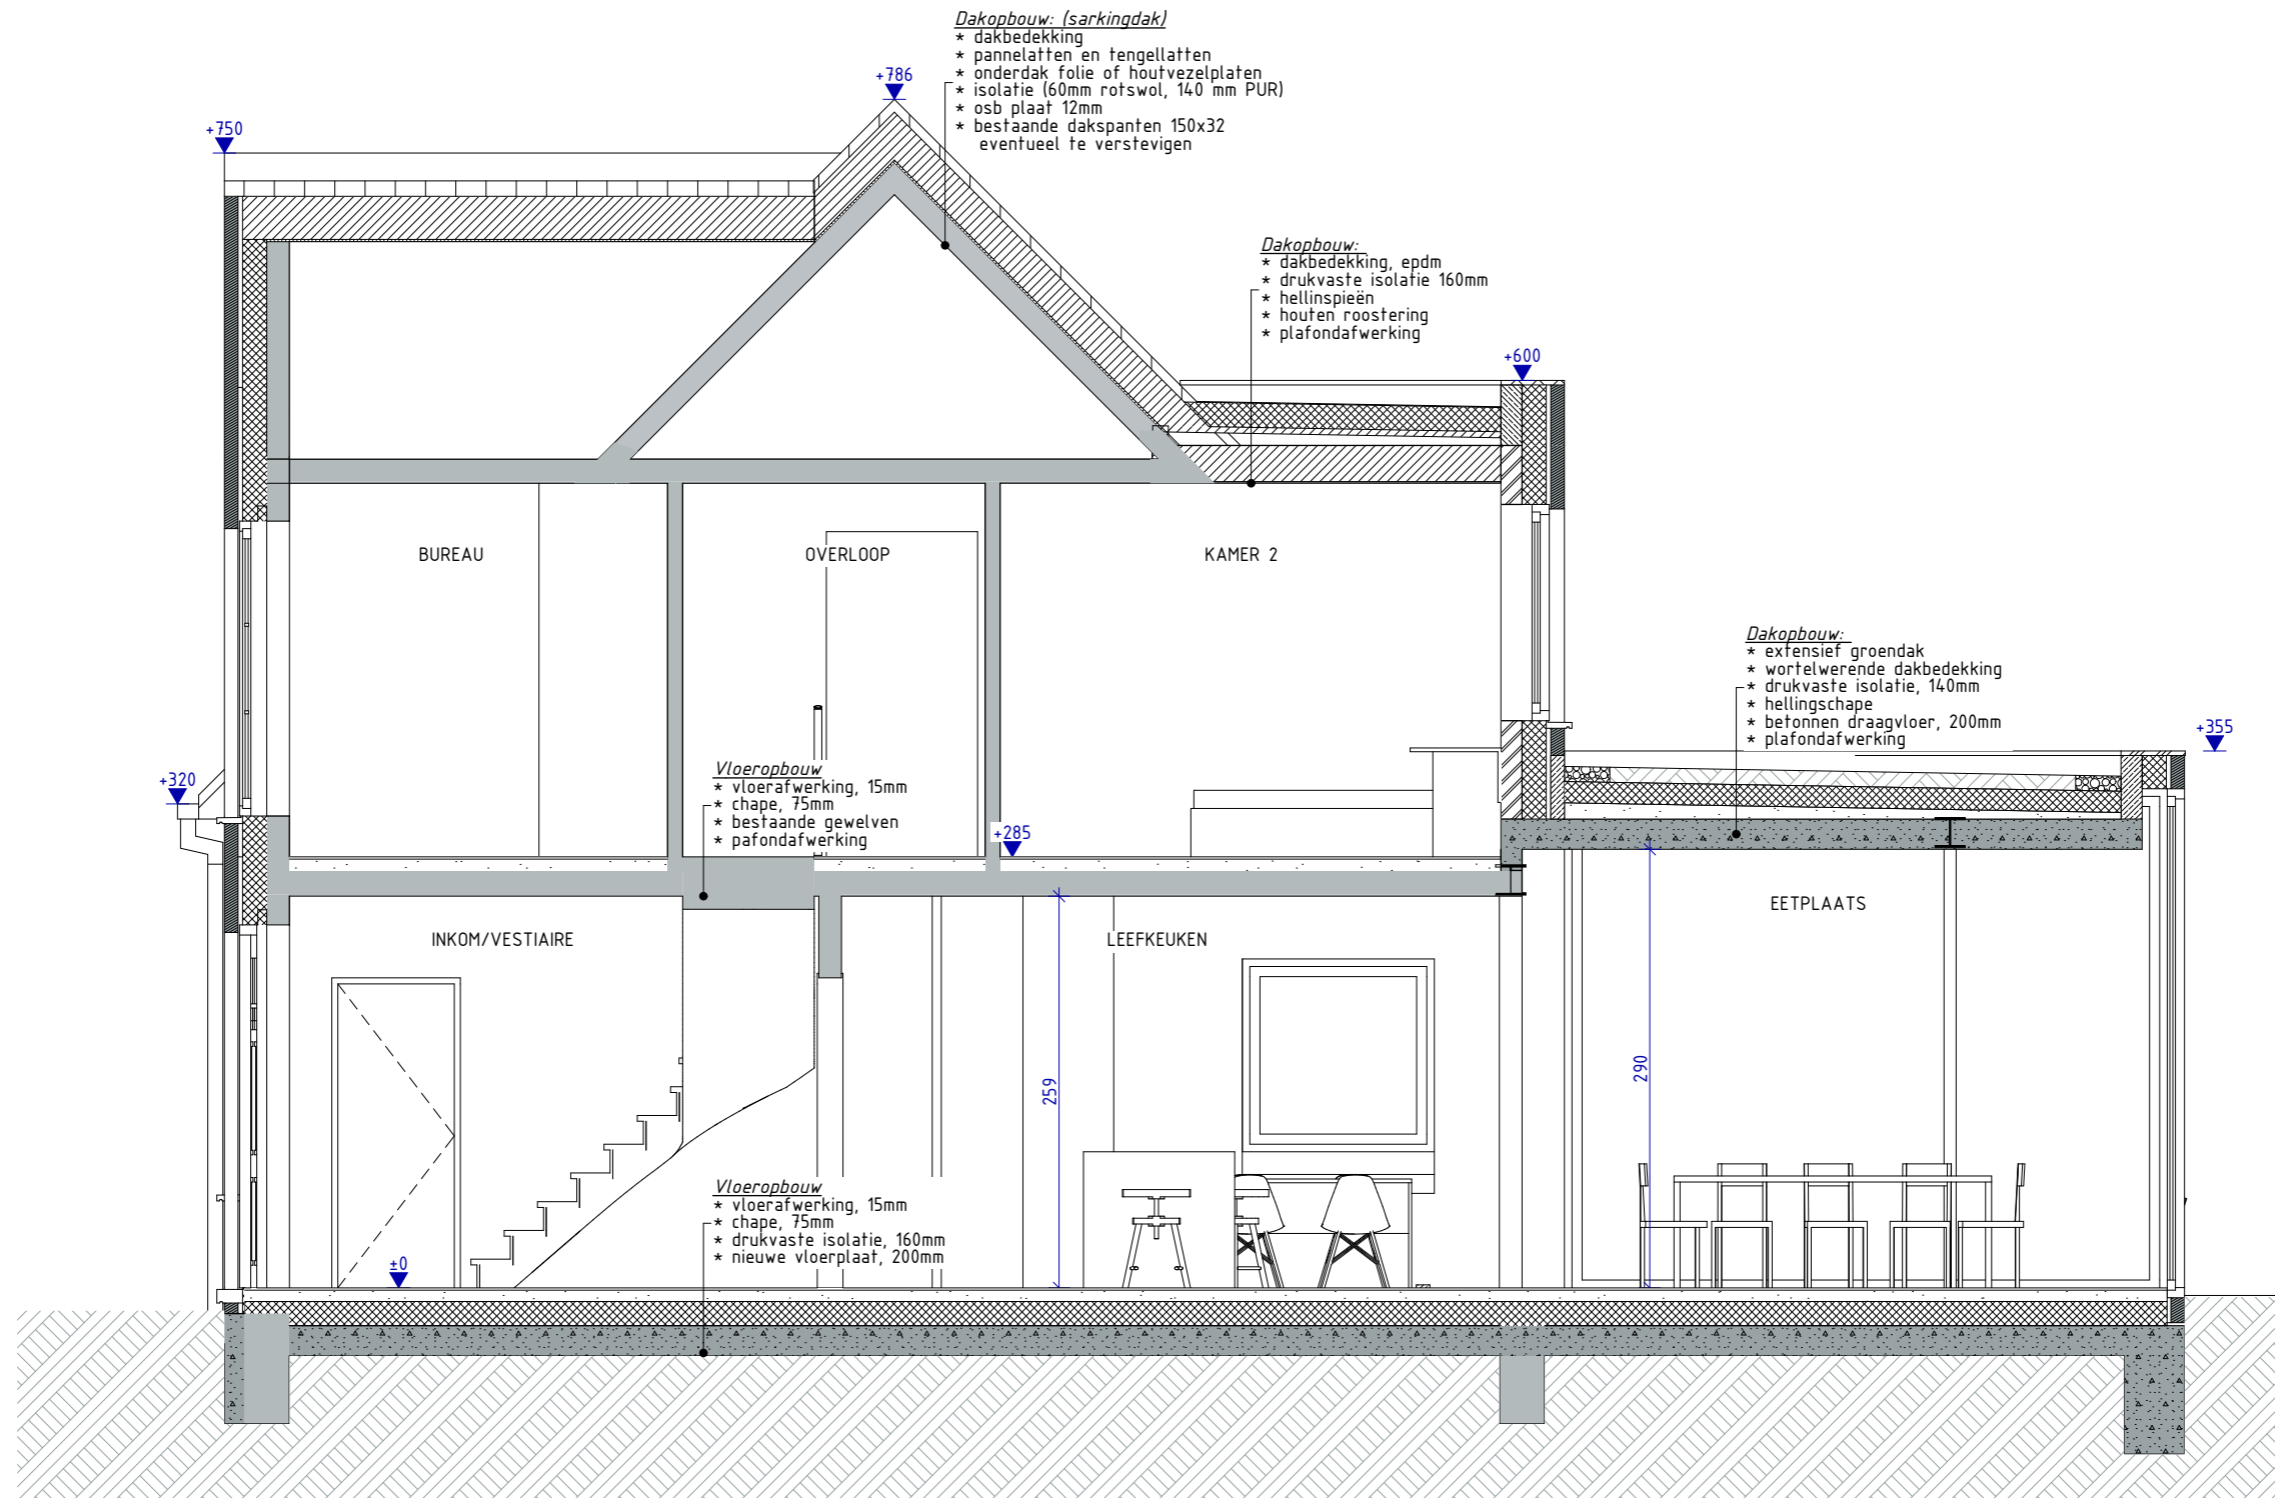 Dakopbouw: (sarkingdak)
* dakbedekking
* pannelatten en tengellatten
* onderdak folie of houtvezelplaten
* isolatie (60mm rotswol, 140 mm PUR)
* osb plaat 12mm
* bestaande dakspanten 150x32
eventueel te verstevigen
+786
+750
Dakopbouw:
* dakbedekking, epdm
* drukvaste isolatie 160mm
* hellinspieën
* houten roostering
* plafondafwerking
+600
BUREAU
OVERLOOP
KAMER 2
Dakopbouw:
* extensief groendak
* wortelwerende dakbedekking
* drukvaste isolatie, 140mm
* hellingschape
* betonnen draagvloer, 200mm
* plafondafwerking
+355
+320
Vloeropbouw
* vloerafwerking, 15mm
* chape, 75mm
* bestaande gewelven
* pafondafwerking
+285
INKOM/VESTIAIRE
LEEFKEUKEN
EETPLAATS
259
290
Vloeropbouw
* vloerafwerking, 15mm
* chape, 75mm
* drukvaste isolatie, 160mm
* nieuwe vloerplaat, 200mm
±0